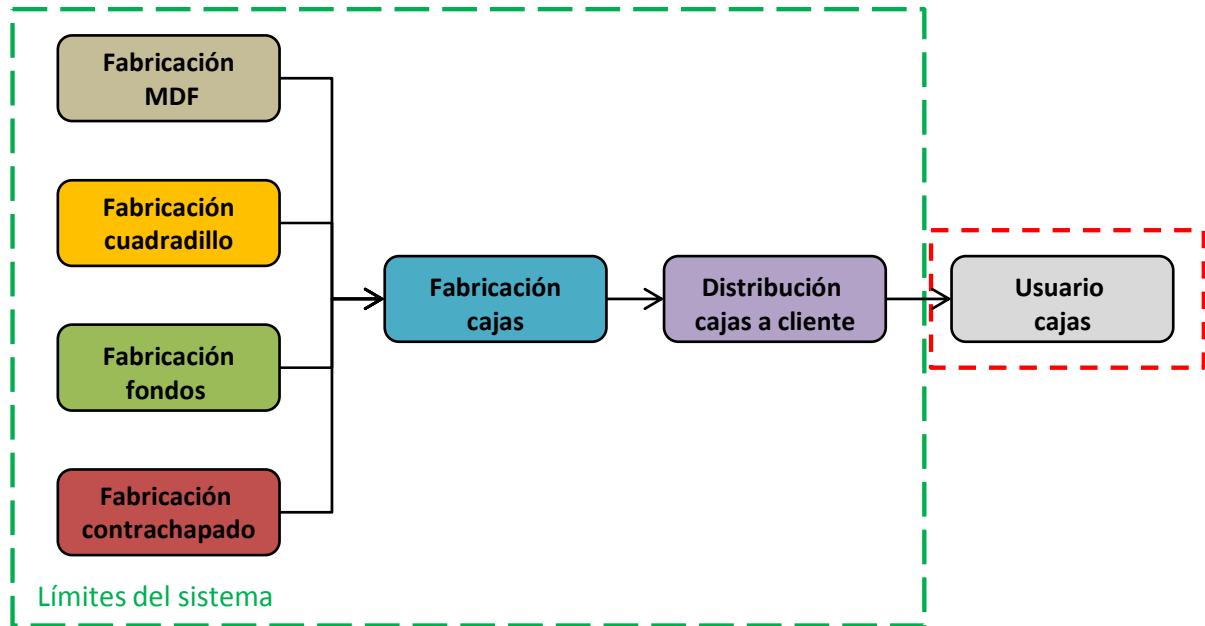 Fabricación
MDF
Fabricación
cuadradillo
Fabricación
fondos
Fabricación
contrachapado
Fabricación
cajas
Distribución
cajas a cliente
Usuario
cajas
Límites del sistema